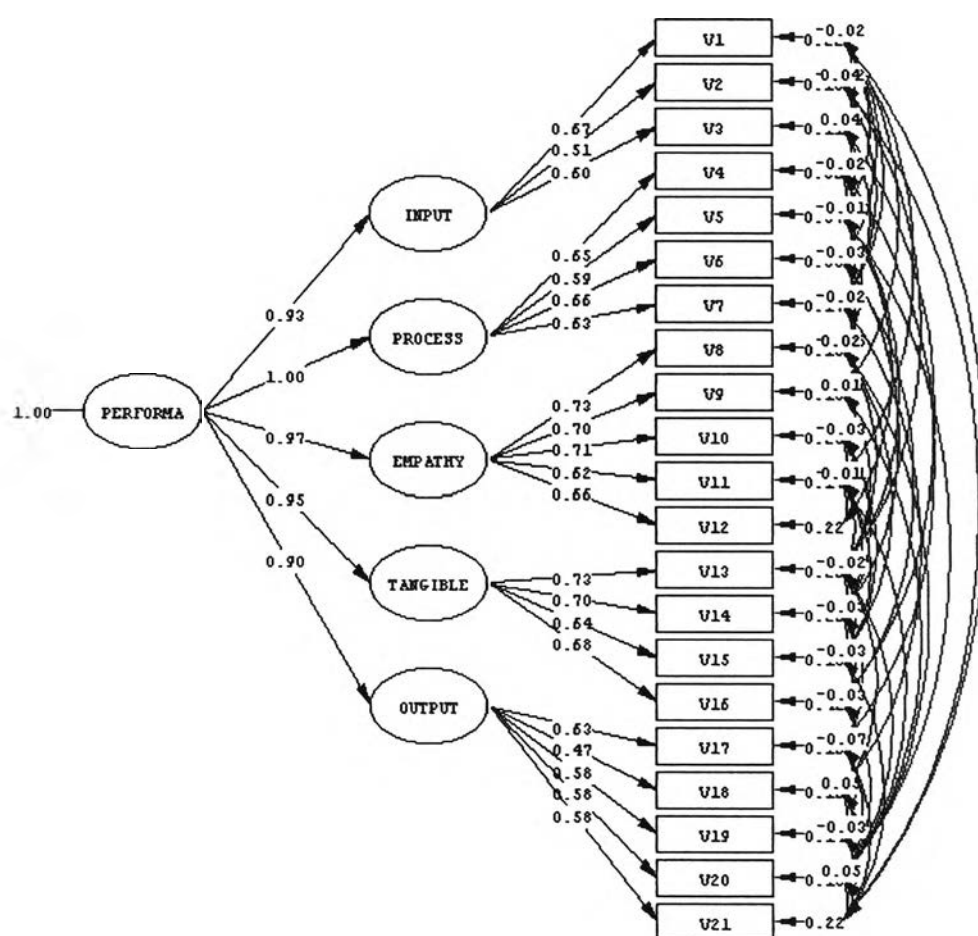 V1
-0.02
V2
-0.04
0.67
0.51
0.60
V3
0.04
V4
-0.02
INPUT
V5
-0.01
0.65
0.59
0.66
0.63
V6
-0.03
0.93
V7
-0.02
PROCESS
V8
-0.02
1.00
V9
0.01
1.00
PERFORMA
0.73
0.70
0.71
0.62
0.66
V10
-0.03
0.97
EMPATHY
V11
-0.01
0.95
V12
0.22
0.90
V13
-0.02
TANGIBLE
0.73
0.70
0.64
0.68
V14
-0.03
V15
-0.03
OUTPUT
V16
-0.03
0.63
0.47
0.58
0.58
0.58
V17
-0.07
V18
0.05
V19
-0.03
V20
0.05
V21
0.22